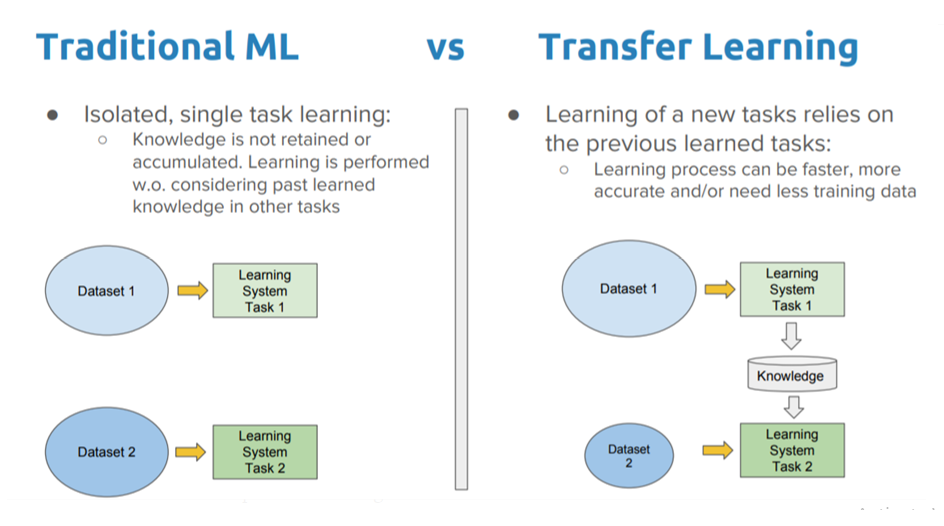 Traditional ML vs Transfer Learning
● Isolated, single task learning:
○ Knowledge is not retained or
accumulated. Learning is performed
w.o. considering past learned
knowledge in other tasks
Dataset 1
Learning
System
Task 1
Dataset 2
Learning
System
Task 2
● Learning of a new tasks relies on
the previous learned tasks:
○ Learning process can be faster, more
accurate and/or need less training data
Dataset 1
Learning
System
Task 1
Knowledge
Dataset
2
Learning
System
Task 2